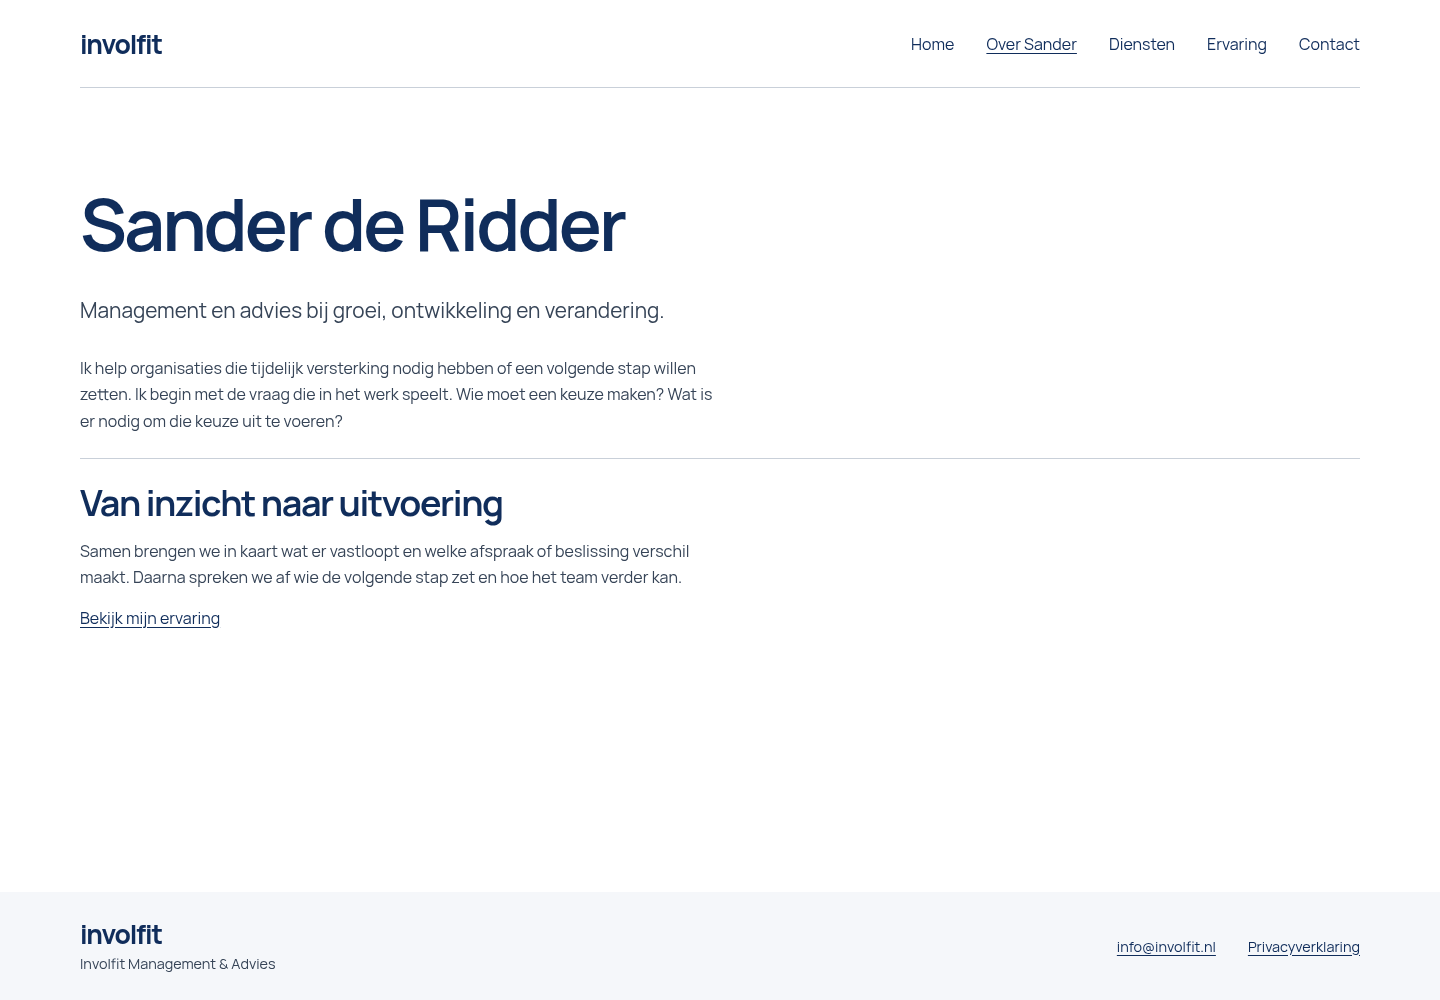 involfit
Home Over Sander Diensten Ervaring Contact
Sander de Ridder
Management en advies bij groei, ontwikkeling en verandering.
Ik help organisaties die tijdelijk versterking nodig hebben of een volgende stap willen
zetten. Ik begin met de vraag die in het werk speelt. Wie moet een keuze maken? Wat is
er nodig om die keuze uit te voeren?
Van inzicht naar uitvoering
Samen brengen we in kaart wat er vastloopt en welke afspraak of beslissing verschil
maakt. Daarna spreken we af wie de volgende stap zet en hoe het team verder kan.
Bekijk mijn ervaring
involfit
Involfit Management & Advies
info@involfit.nl Privacyverklaring